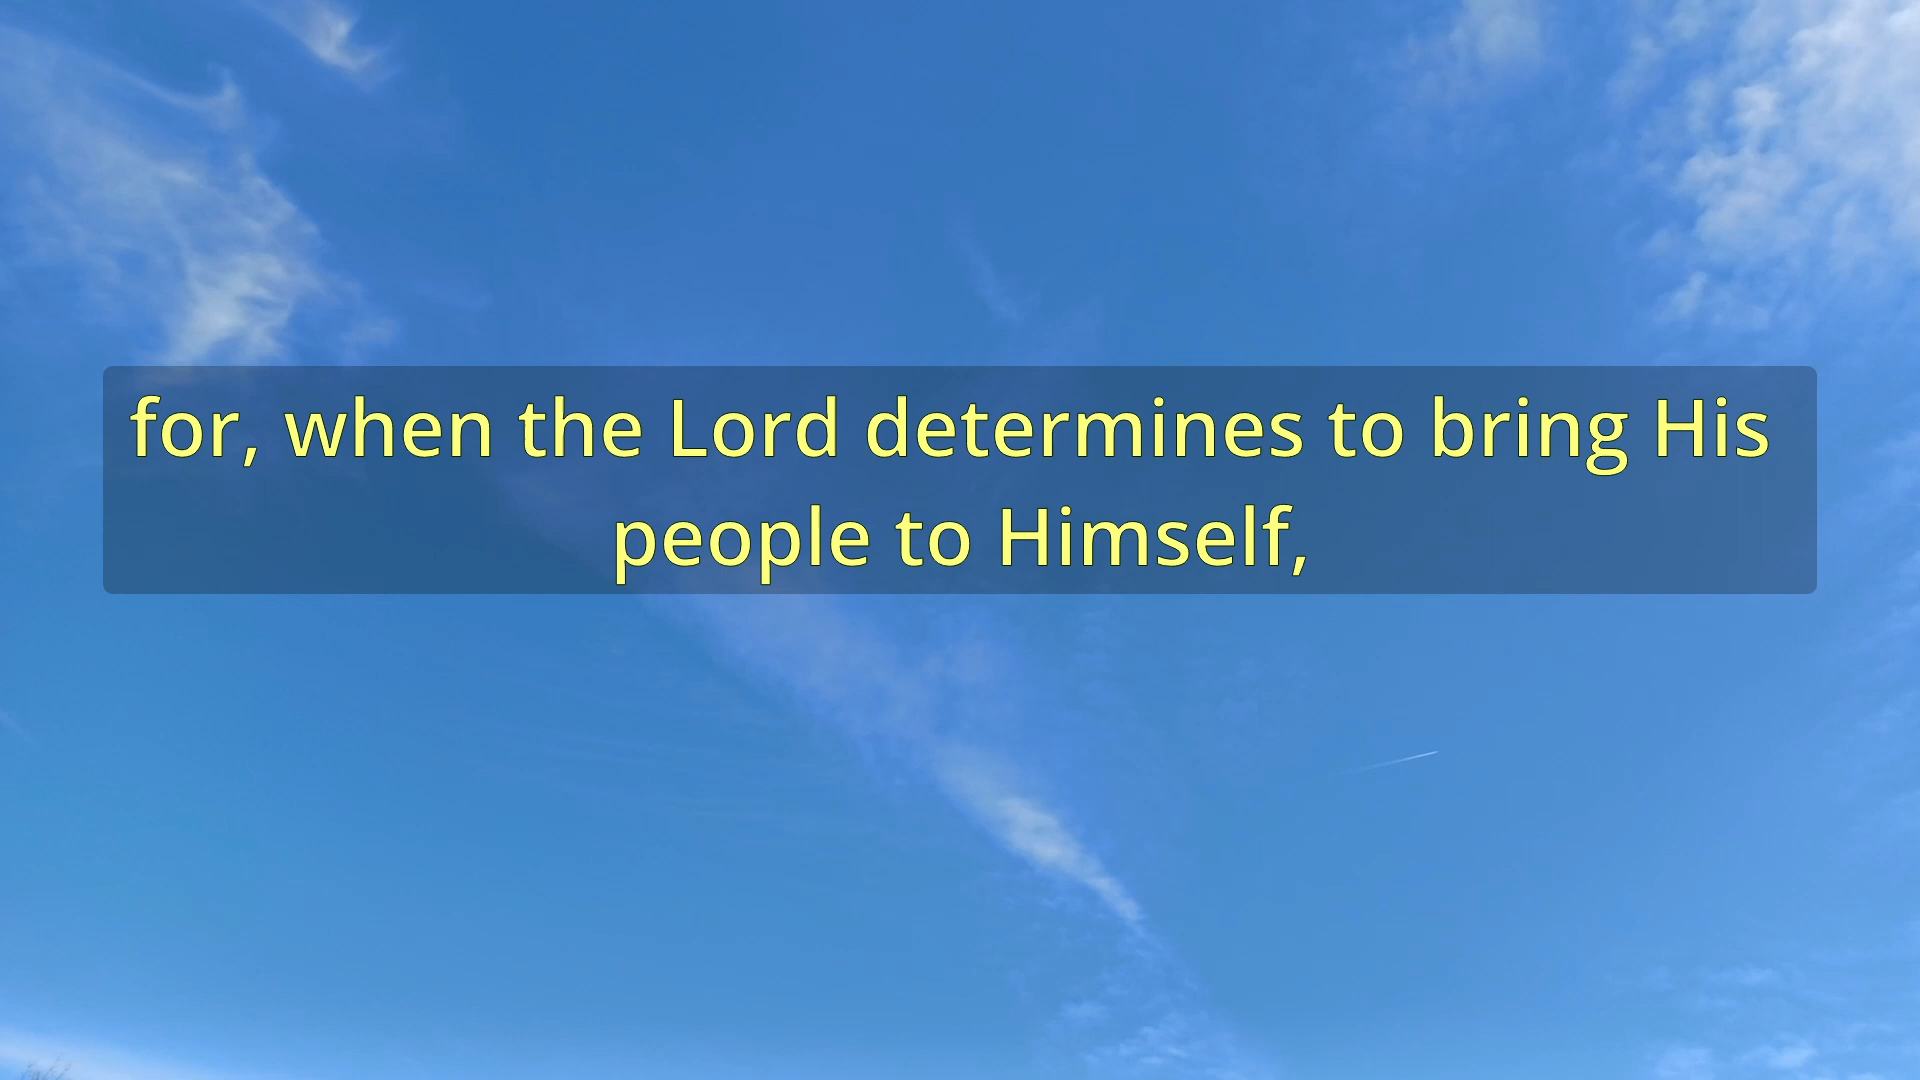 for, when the Lord determines to bring His
people to Himself,